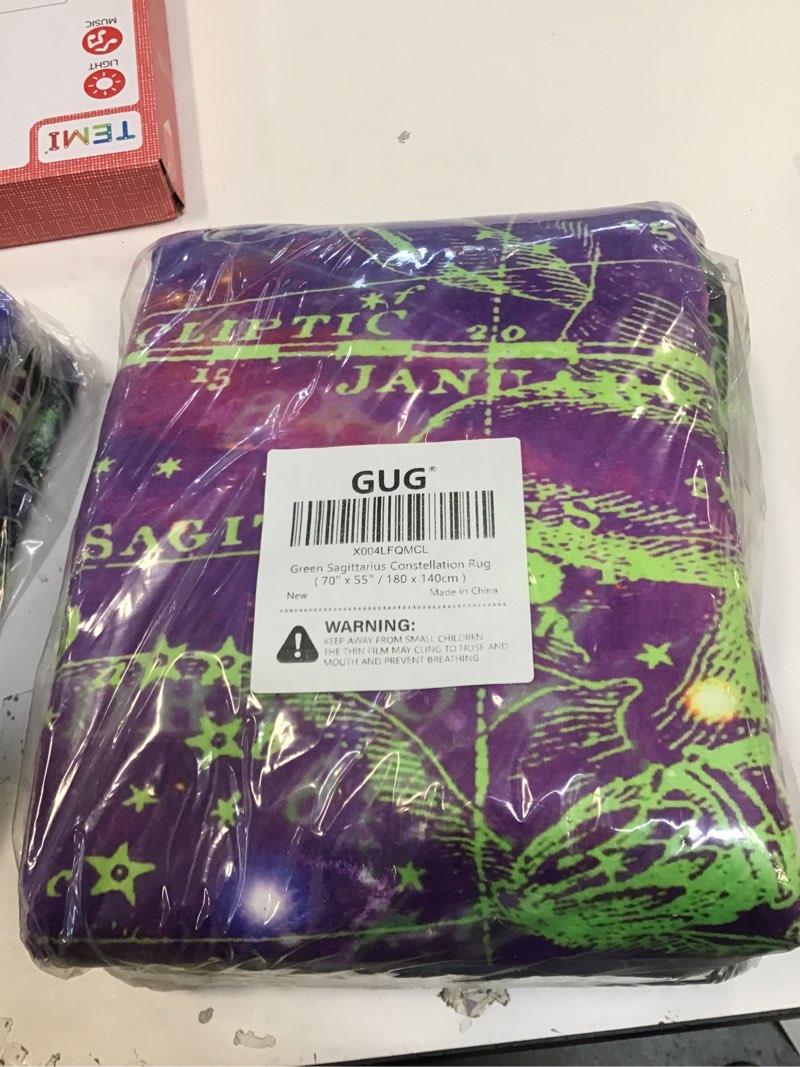 MUSIC
LIGHT
TEMI
15
CLIPTIC
20
15
JANUARY
SAGIT
S
GUG®
X004LFQMCL
Green Sagittarius Constellation Rug
( 70" x 55" / 180 x 140cm )
New
Made in China
WARNING:
KEEP AWAY FROM SMALL CHILDREN.
THE THIN FILM MAY CLING TO NOSE AND
MOUTH AND PREVENT BREATHING.